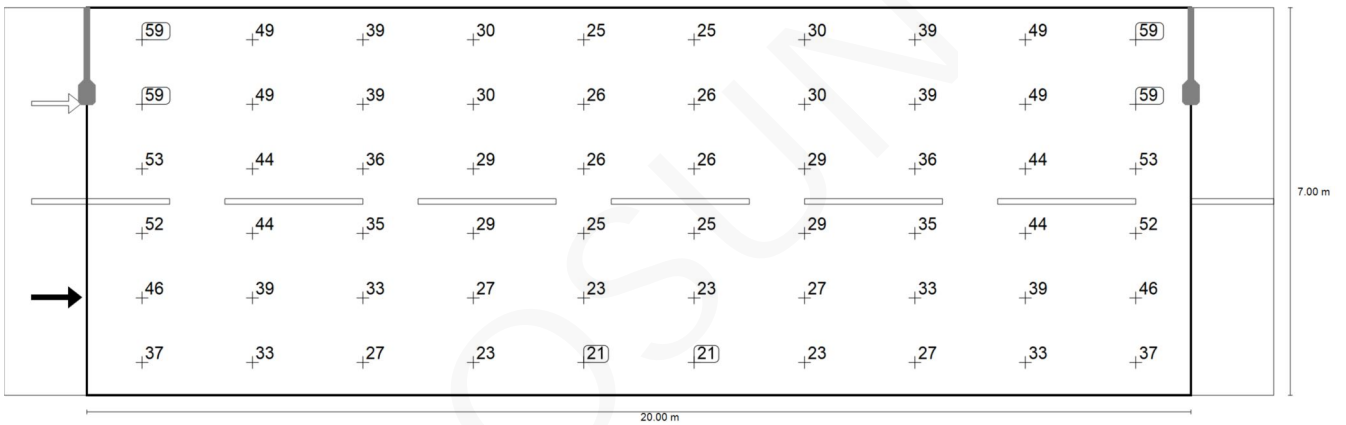 59 49 39 30 25 25 30 39 49 59
59 49 39 30 26 26 30 39 49 59
53 44 36 29 26 26 29 36 44 53
7.00 m
52 44 35 29 25 25 29 35 44 52
46 39 33 27 23 23 27 33 39 46
37 33 27 23 21 21 23 27 33 37
20.00 m
OSUN